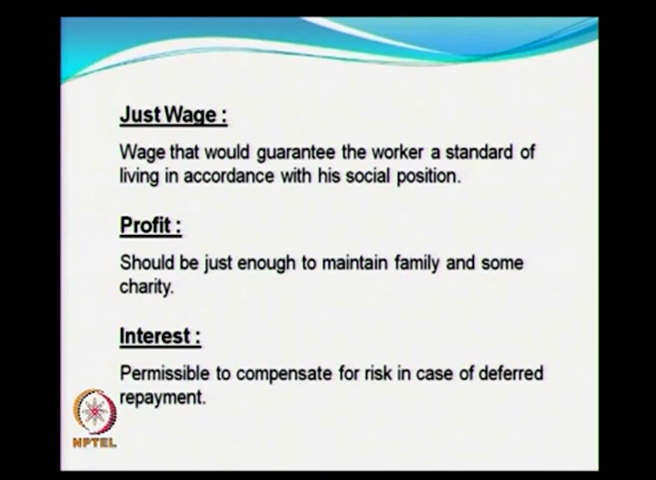 Just Wage :
Wage that would guarantee the worker a standard of
living in accordance with his social position.
Profit :
Should be just enough to maintain family and some
charity.
Interest :
Permissible to compensate for risk in case of deferred
repayment.
NPTEL